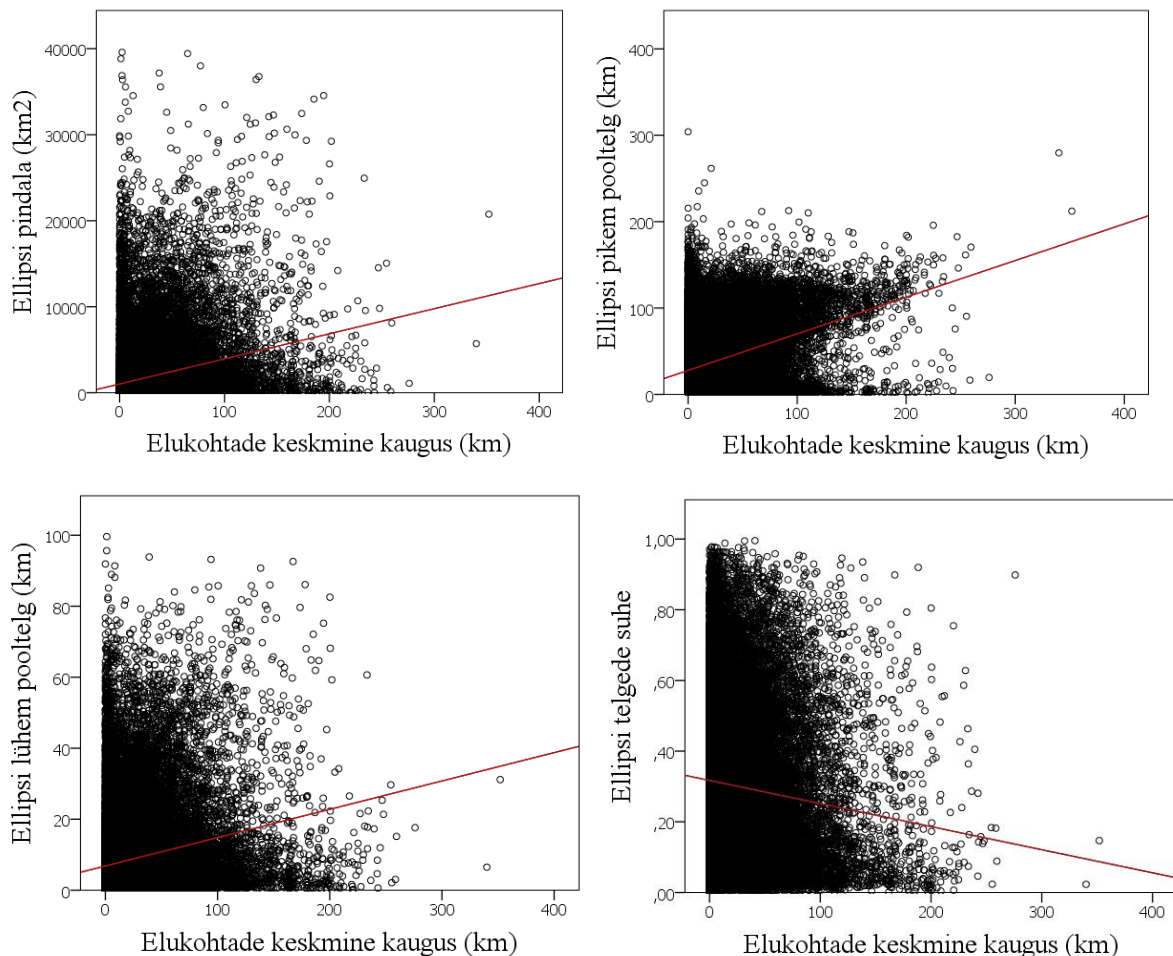 Ellipsi pindala (km2)
40000
30000
20000
10000
0
0 100 200 300 400
Elukohtade keskmine kaugus (km)
Ellipsi pikem pooltelg (km)
400
300
200
100
0
0 100 200 300 400
Elukohtade keskmine kaugus (km)
Ellipsi lühem pooltelg (km)
100
80
60
40
20
0
0 100 200 300 400
Elukohtade keskmine kaugus (km)
Ellipsi telgede suhe
1,00
,80
,60
,40
,20
,00
0 100 200 300 400
Elukohtade keskmine kaugus (km)